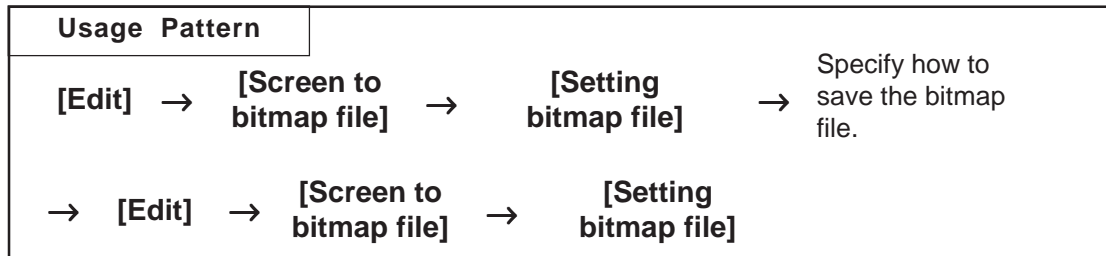 Usage Pattern
[Edit] → [Screen to bitmap file] → [Setting bitmap file] → Specify how to save the bitmap file.
→ [Edit] → [Screen to bitmap file] → [Setting bitmap file]